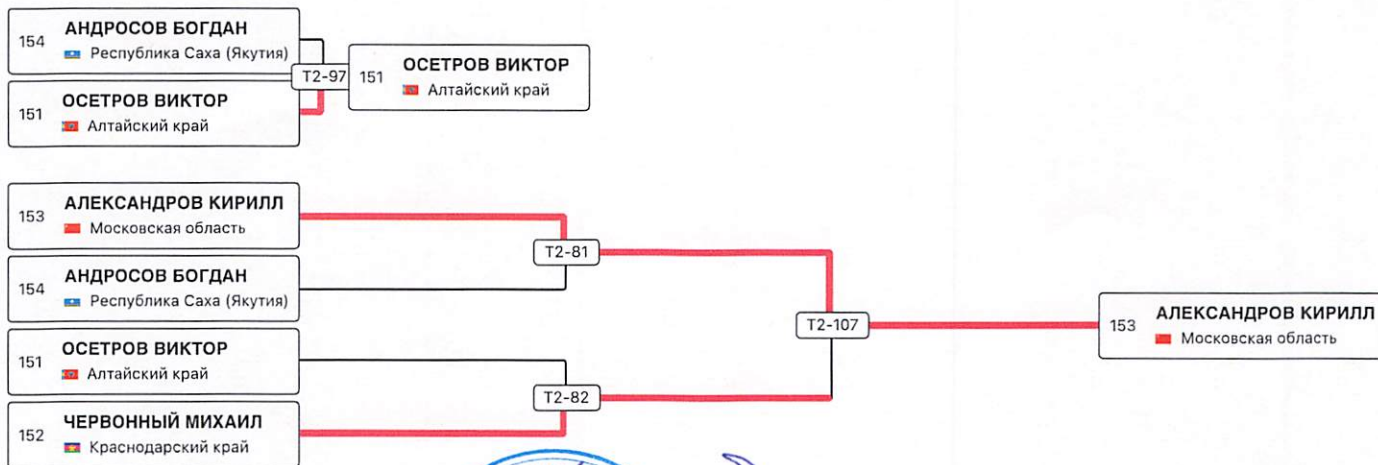 154 АНДРОСОВ БОГДАН
Республика Саха (Якутия)
T2-97
151 ОСЕТРОВ ВИКТОР
Алтайский край
151 ОСЕТРОВ ВИКТОР
Алтайский край
153 АЛЕКСАНДРОВ КИРИЛЛ
Московская область
T2-81
154 АНДРОСОВ БОГДАН
Республика Саха (Якутия)
T2-107
153 АЛЕКСАНДРОВ КИРИЛЛ
Московская область
151 ОСЕТРОВ ВИКТОР
Алтайский край
T2-82
152 ЧЕРВОННЫЙ МИХАИЛ
Краснодарский край